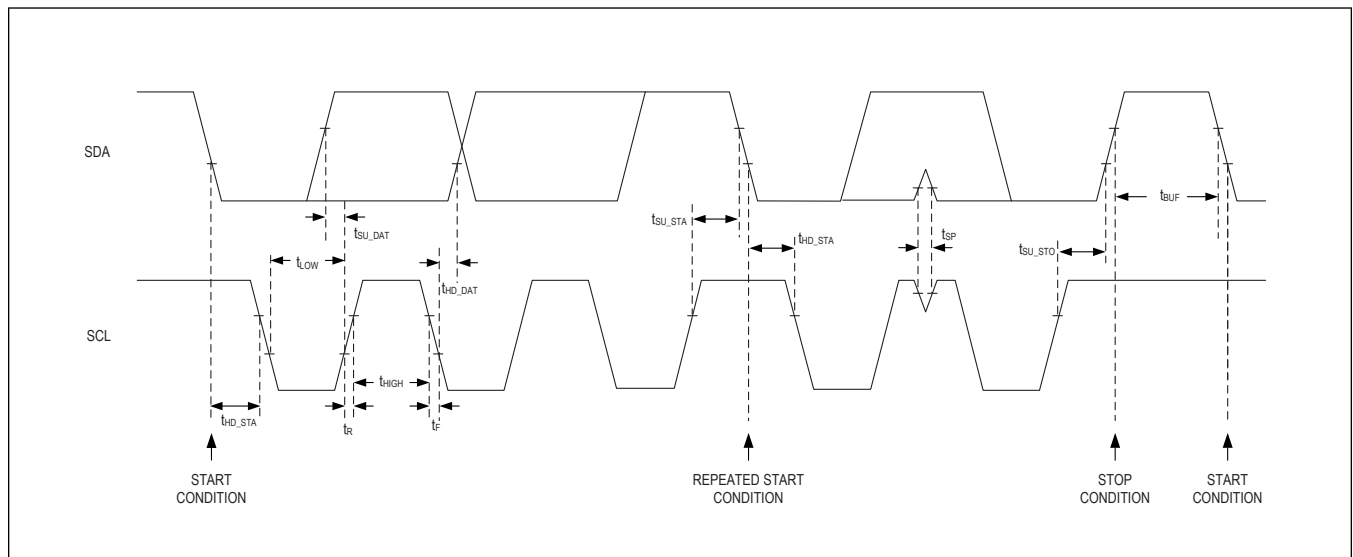 SDA
tSU_DAT
tSU_STA
tHD_STA
tSP
tSU_STO
tBUF
tLOW
tHD_DAT
SCL
tHIGH
tHD_STA
tR
tF
START
CONDITION
REPEATED START
CONDITION
STOP
CONDITION
START
CONDITION